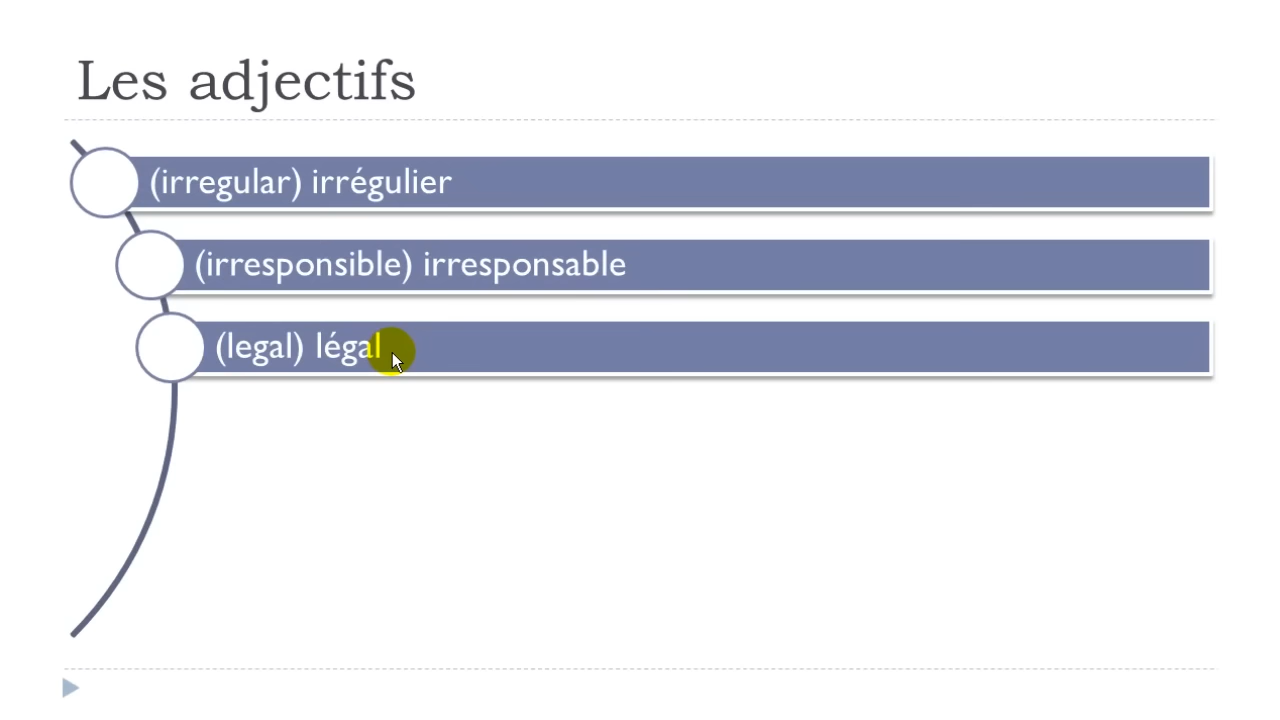 Les adjectifs
(irregular) irrégulier
(irresponsible) irresponsable
(legal) légal